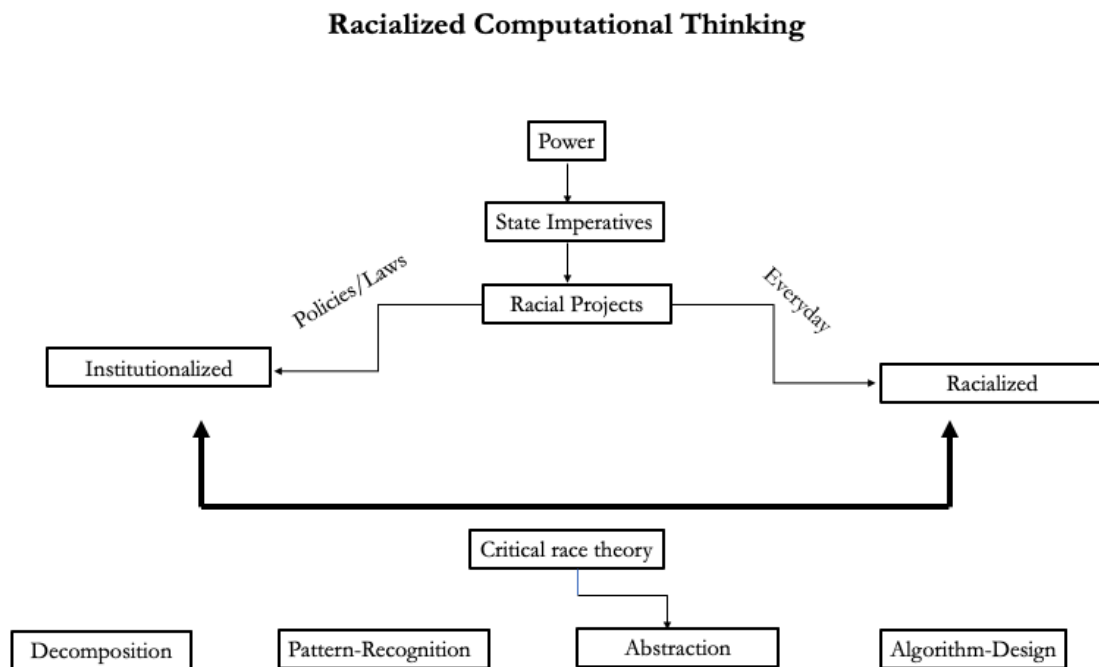 Racialized Computational Thinking
Power
State Imperatives
Policies/Laws
Racial Projects
Everyday
Institutionalized
Racialized
Critical race theory
Decomposition
Pattern-Recognition
Abstraction
Algorithm-Design